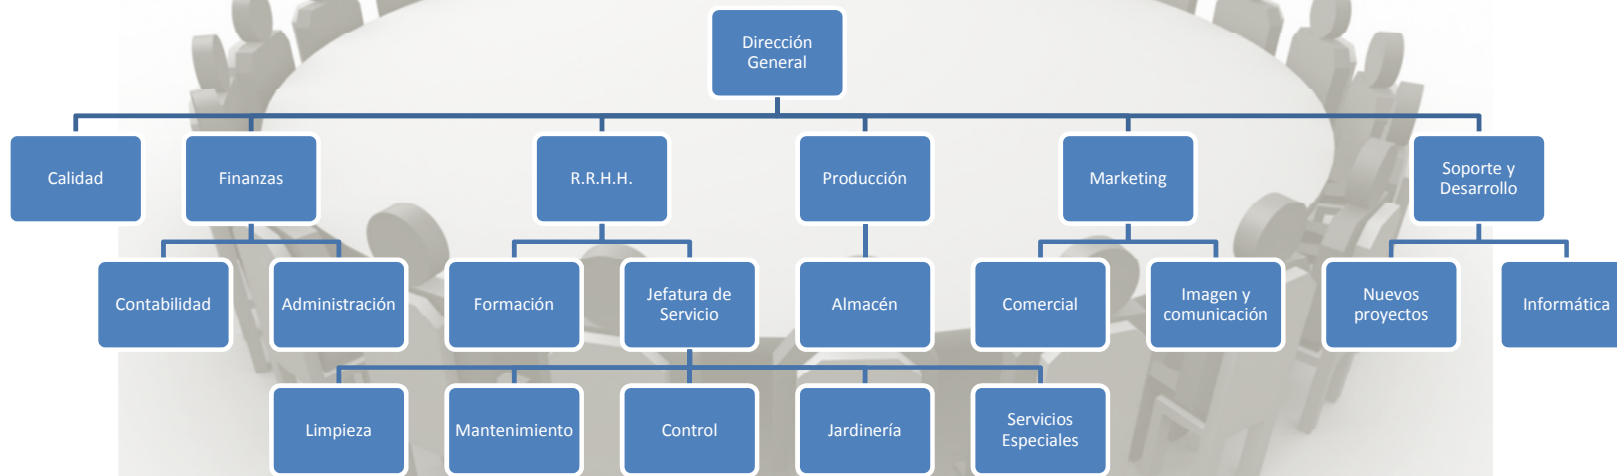 Dirección
General
Calidad
Finanzas
R.R.H.H.
Producción
Marketing
Soporte y
Desarrollo
Contabilidad
Administración
Formación
Jefatura de
Servicio
Almacén
Comercial
Imagen y
comunicación
Nuevos
proyectos
Informática
Limpieza
Mantenimiento
Control
Jardinería
Servicios
Especiales